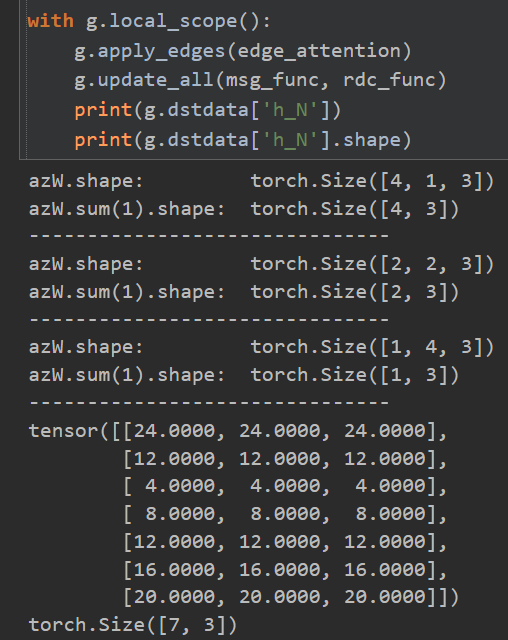 with g.local_scope():
    g.apply_edges(edge_attention)
    g.update_all(msg_func, rdc_func)
    print(g.dstdata['h_N'])
    print(g.dstdata['h_N'].shape)
azW.shape:        torch.Size([4, 1, 3])
azW.sum(1).shape:  torch.Size([4, 3])
-------------------------------
azW.shape:        torch.Size([2, 2, 3])
azW.sum(1).shape:  torch.Size([2, 3])
-------------------------------
azW.shape:        torch.Size([1, 4, 3])
azW.sum(1).shape:  torch.Size([1, 3])
-------------------------------
tensor([[24.0000, 24.0000, 24.0000],
        [12.0000, 12.0000, 12.0000],
        [ 4.0000,  4.0000,  4.0000],
        [ 8.0000,  8.0000,  8.0000],
        [12.0000, 12.0000, 12.0000],
        [16.0000, 16.0000, 16.0000],
        [20.0000, 20.0000, 20.0000]])
torch.Size([7, 3])